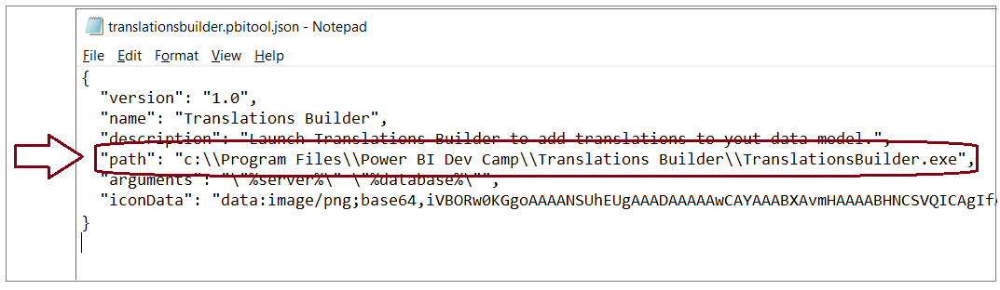 translationsbuilder.pbitool.json - Notepad
File Edit Format View Help
{
"version": "1.0",
"name": "Translations Builder",
"description": "Launch Translations Builder to add translations to yout data model.",
"path": "c:\\Program Files\\Power BI Dev Camp\\Translations Builder\\TranslationsBuilder.exe",
"arguments": "\"%server%\" \"%database%\"",
"iconData": "data:image/png;base64,iVBORw0KGgoAAAANSUhEUgAAADAAAAAwCAYAAABXAvmHAAAABHNCSVQICAgIfA
}